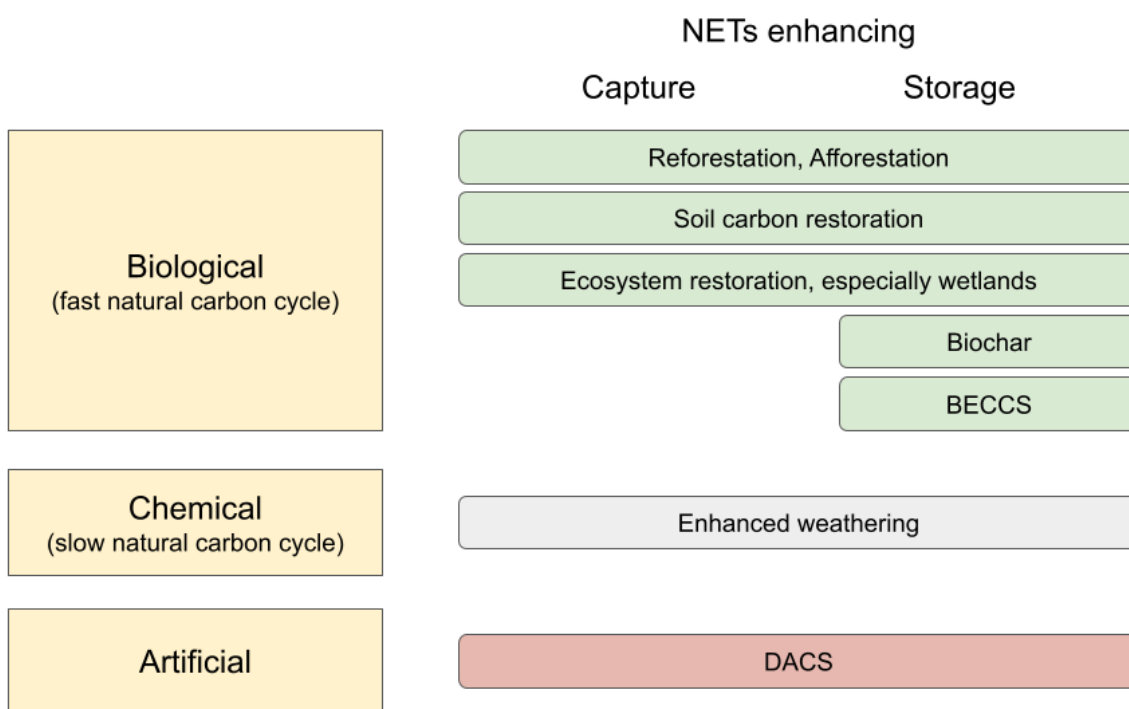 NETs enhancing
Capture Storage
Biological
(fast natural carbon cycle)
Reforestation, Afforestation
Soil carbon restoration
Ecosystem restoration, especially wetlands
Biochar
BECCS
Chemical
(slow natural carbon cycle)
Enhanced weathering
Artificial
DACS